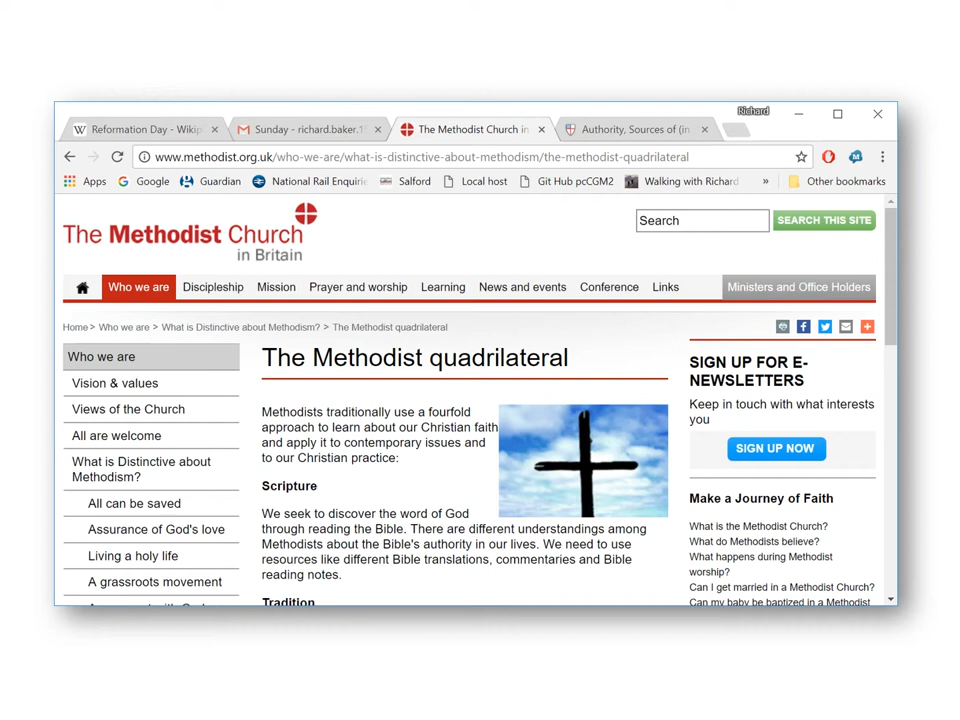 Richard
Reformation Day - Wikip
Sunday - richard.baker.1
The Methodist Church in
Authority, Sources of (in
www.methodist.org.uk/who-we-are/what-is-distinctive-about-methodism/the-methodist-quadrilateral
Apps
Google
Guardian
National Rail Enquirie
Salford
Local host
Git Hub pcCGM2
Walking with Richard
»
Other bookmarks
The Methodist Church
in Britain
Search
SEARCH THIS SITE
Who we are
Discipleship
Mission
Prayer and worship
Learning
News and events
Conference
Links
Ministers and Office Holders
Home > Who we are > What is Distinctive about Methodism? > The Methodist quadrilateral
Who we are
Vision & values
Views of the Church
All are welcome
What is Distinctive about
Methodism?
All can be saved
Assurance of God's love
Living a holy life
A grassroots movement
The Methodist quadrilateral
Methodists traditionally use a fourfold
approach to learn about our Christian faith
and apply it to contemporary issues and
to our Christian practice:
Scripture
We seek to discover the word of God
through reading the Bible. There are different understandings among
Methodists about the Bible's authority in our lives. We need to use
resources like different Bible translations, commentaries and Bible
reading notes.
Tradition
SIGN UP FOR E-
NEWSLETTERS
Keep in touch with what interests
you
SIGN UP NOW
Make a Journey of Faith
What is the Methodist Church?
What do Methodists believe?
What happens during Methodist
worship?
Can I get married in a Methodist Church?
Can my baby be baptized in a Methodist